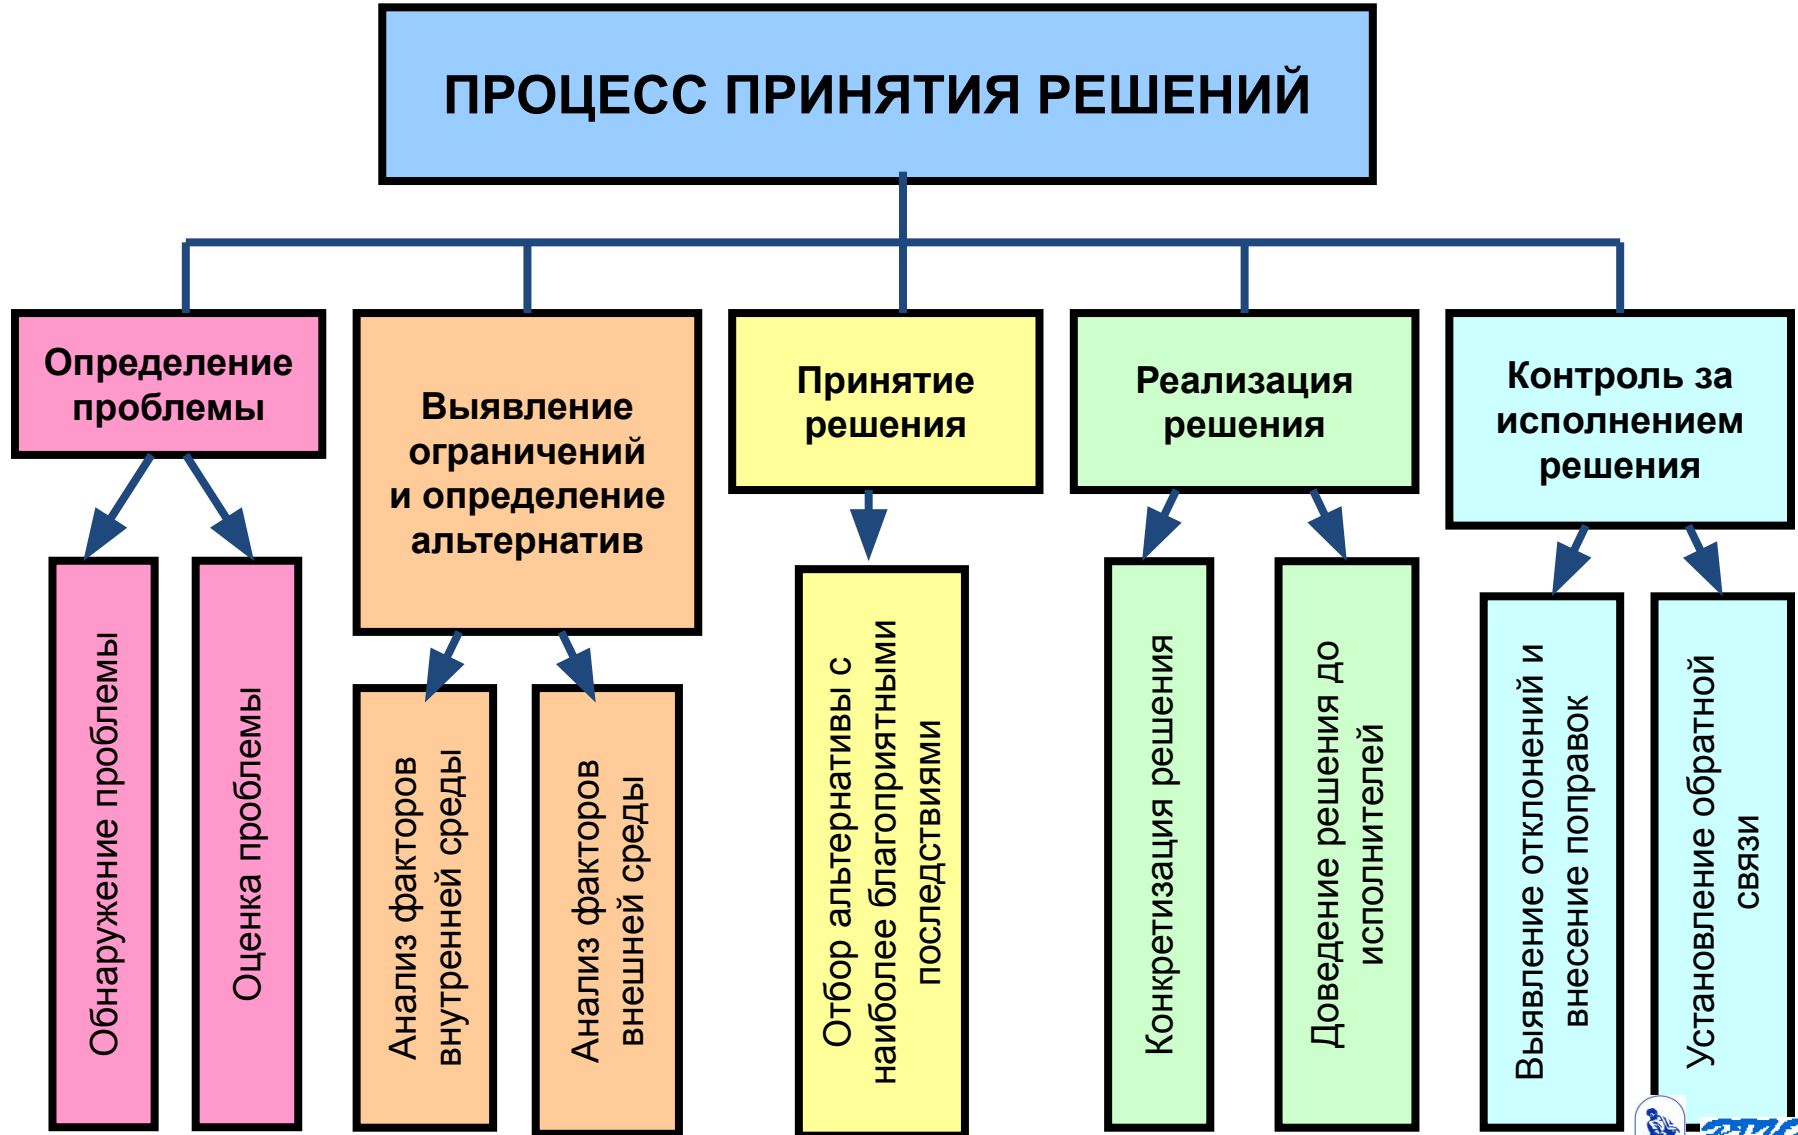 ПРОЦЕСС ПРИНЯТИЯ РЕШЕНИЙ
Определение
проблемы
Обнаружение проблемы
Оценка проблемы
Выявление
ограничений
и определение
альтернатив
Анализ факторов
внутренней среды
Анализ факторов
внешней среды
Принятие
решения
Отбор альтернативы с
наиболее благоприятными
последствиями
Реализация
решения
Конкретизация решения
Доведение решения до
исполнителей
Контроль за
исполнением
решения
Выявление отклонений и
внесение поправок
Установление обратной
связи